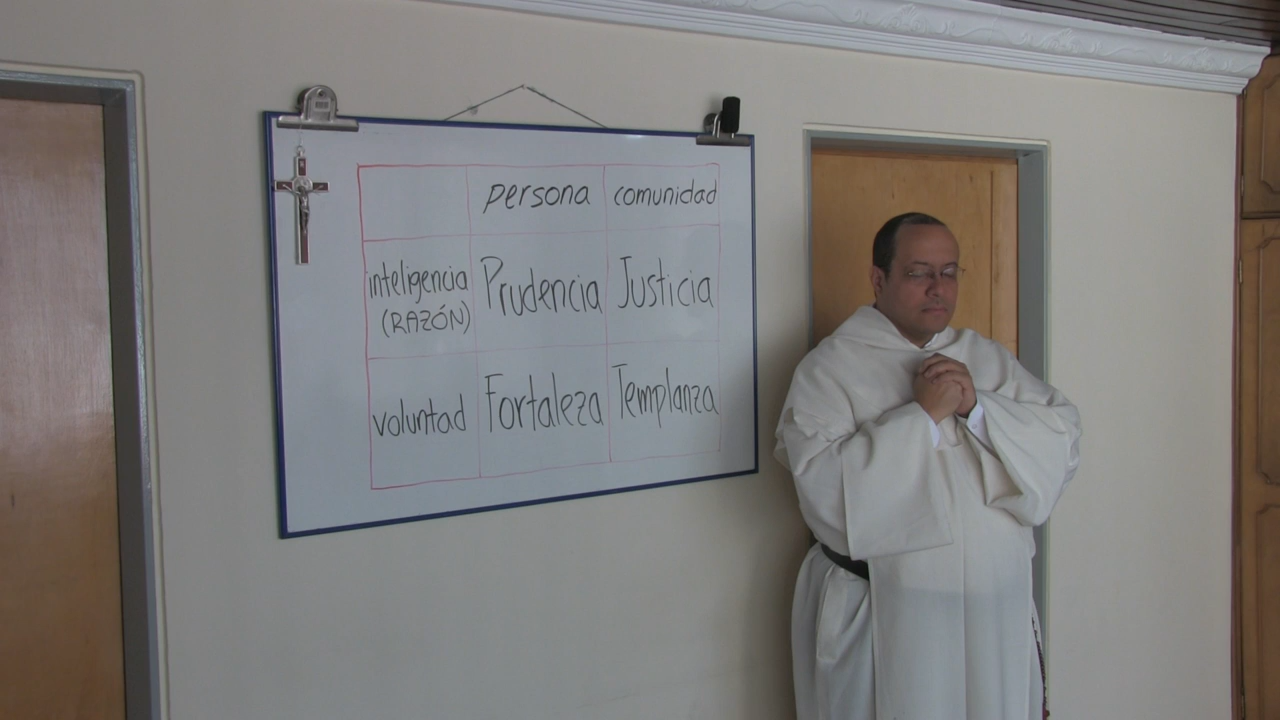 persona comunidad
inteligencia Prudencia Justicia
(RAZÓN)
voluntad Fortaleza Templanza